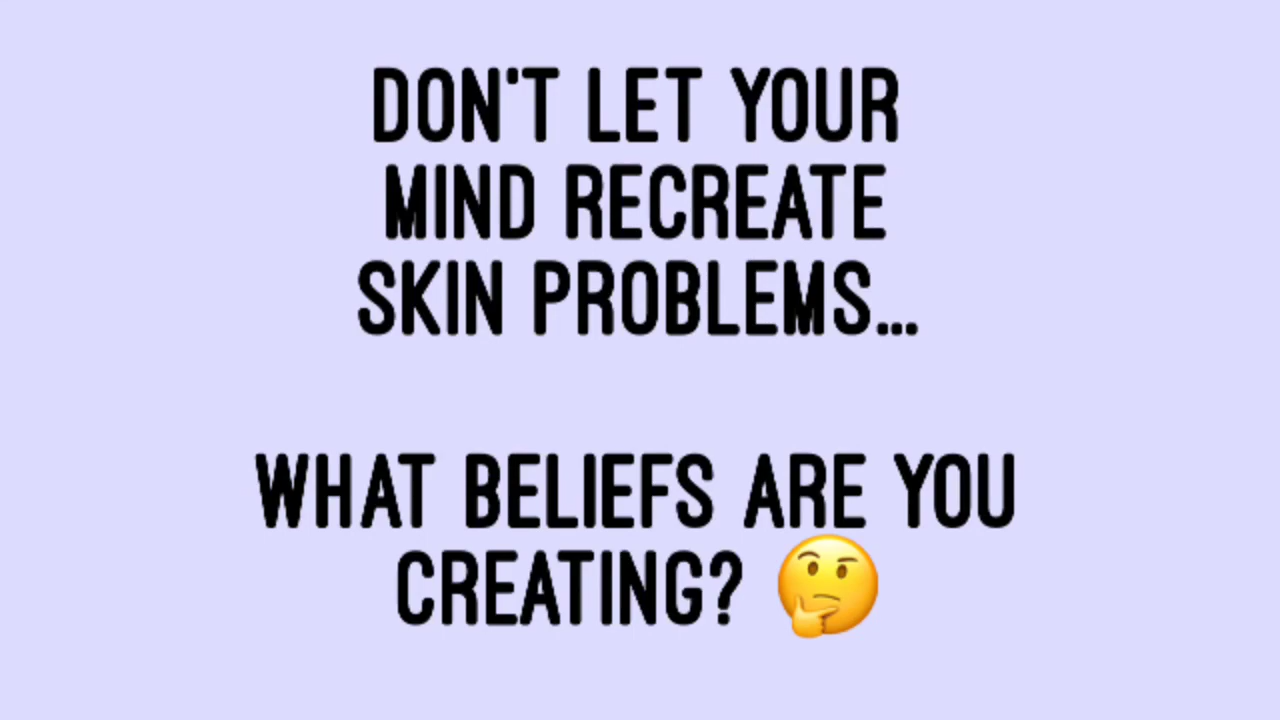 DON'T LET YOUR
MIND RECREATE
SKIN PROBLEMS...
WHAT BELIEFS ARE YOU
CREATING? 🤔